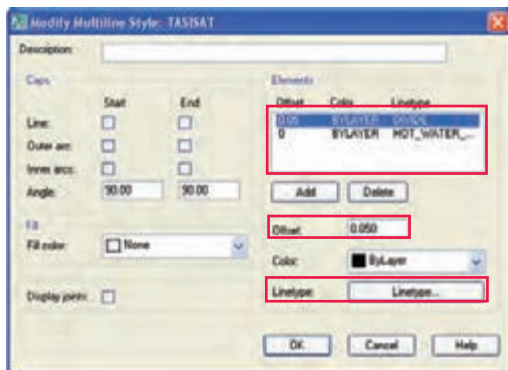 Modify Multiline Style: TASISAT
Description:
Caps
Start End
Line:
Outer arc:
Inner arcs:
Angle: 90.00 90.00
Fill
Fill color: None
Display joints:
Elements
Offset Color Linetype
0.05 BYLAYER DIVIDE
0 BYLAYER HOT_WATER_...
Add Delete
Offset: 0.050
Color: ByLayer
Linetype: Linetype...
OK Cancel Help